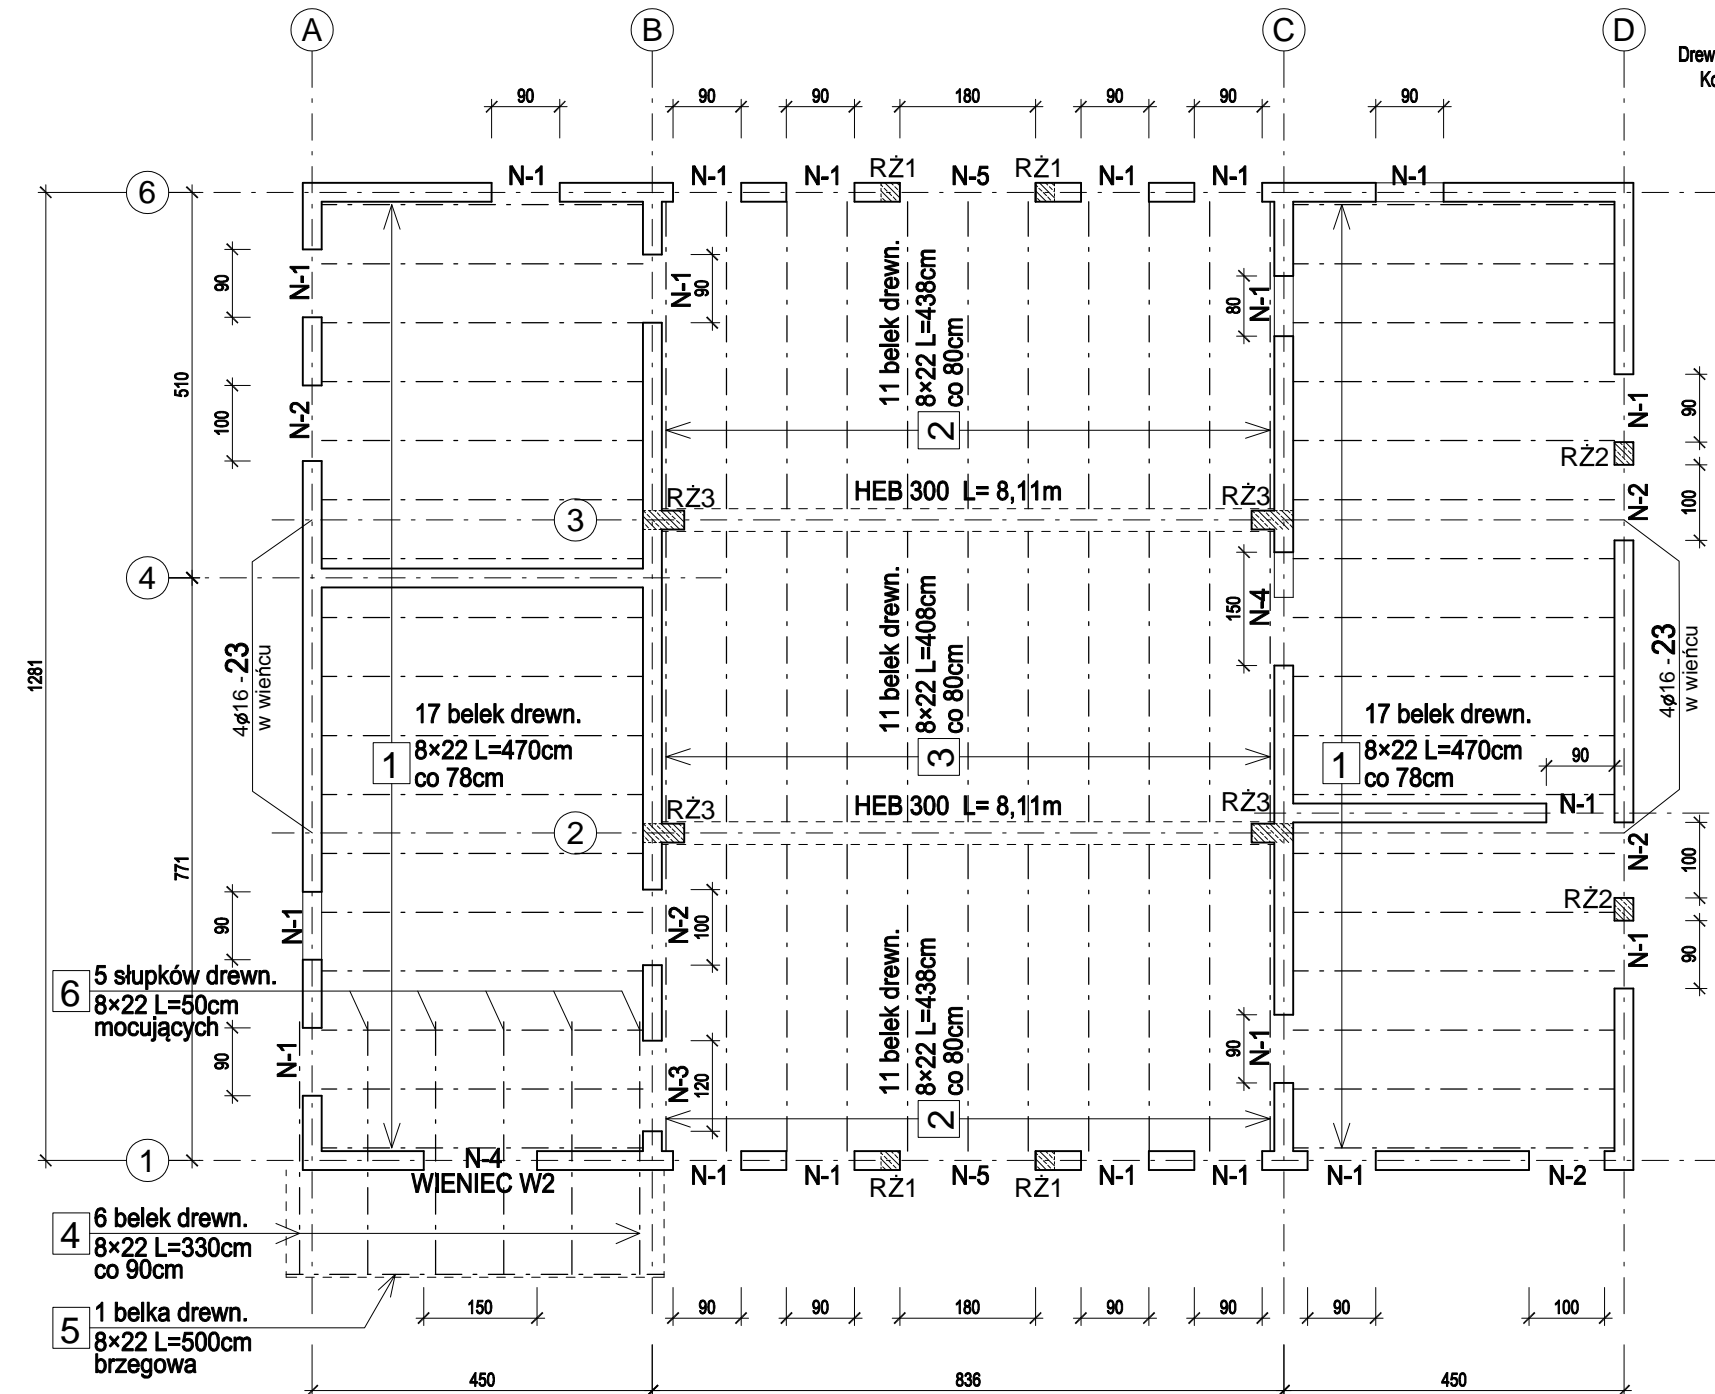 A
B
C
D
Drew
Ko
90
90
90
180
90
90
90
6
N-1
N-1
N-1
RŻ1
N-5
RŻ1
N-1
N-1
N-1
90
N-1
N-1
90
11 belek drewn.
8×22 L=438cm
co 80cm
2
80
N-1
510
100
N-2
N-1
90
RŻ2
N-2
100
3
RŻ3
HEB 300 L= 8,11m
RŻ3
4
1281
4ø16 -23
w wieńcu
17 belek drewn.
1
8×22 L=470cm
co 78cm
11 belek drewn.
8×22 L=408cm
co 80cm
3
150
N-4
17 belek drewn.
1
8×22 L=470cm
co 78cm
90
N-1
4ø16 -23
w wieńcu
2
RŻ3
HEB 300 L= 8,11m
RŻ3
771
N-2
100
RŻ2
N-1
90
90
N-1
N-2
100
6
5 słupków drewn.
8×22 L=50cm
mocujących
90
N-1
N-3
120
11 belek drewn.
8×22 L=438cm
co 80cm
2
90
N-1
1
N-4
WIENIEC W2
N-1
N-1
RŻ1
N-5
RŻ1
N-1
N-1
N-1
N-2
4
6 belek drewn.
8×22 L=330cm
co 90cm
5
1 belka drewn.
8×22 L=500cm
brzegowa
150
90
90
180
90
90
90
100
450
836
450